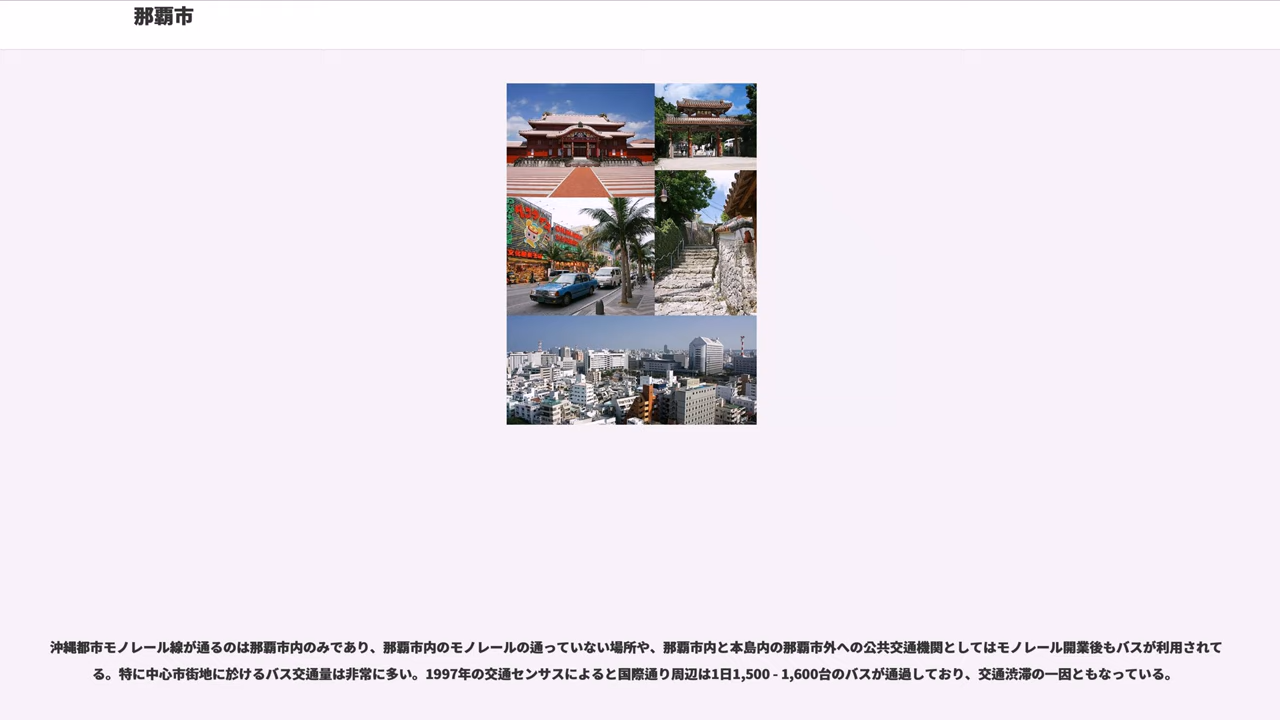 那覇市
沖縄都市モノレール線が通るのは那覇市内のみであり、那覇市内のモノレールの通っていない場所や、那覇市内と本島内の那覇市外への公共交通機関としてはモノレール開業後もバスが利用されて
る。特に中心市街地に於けるバス交通量は非常に多い。1997年の交通センサスによると国際通り周辺は1日1,500 - 1,600台のバスが通過しており、交通渋滞の一因ともなっている。